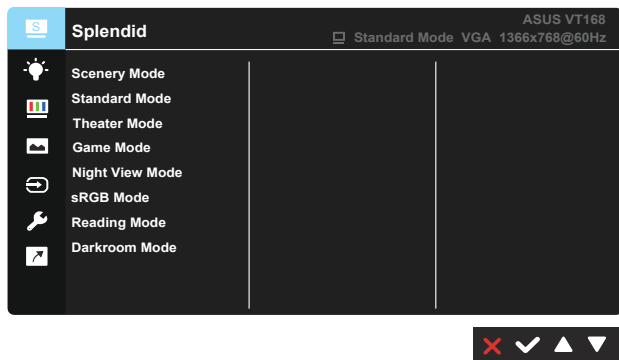 S
Splendid
ASUS VT168
Standard Mode VGA 1366x768@60Hz
Scenery Mode
Standard Mode
Theater Mode
Game Mode
Night View Mode
sRGB Mode
Reading Mode
Darkroom Mode